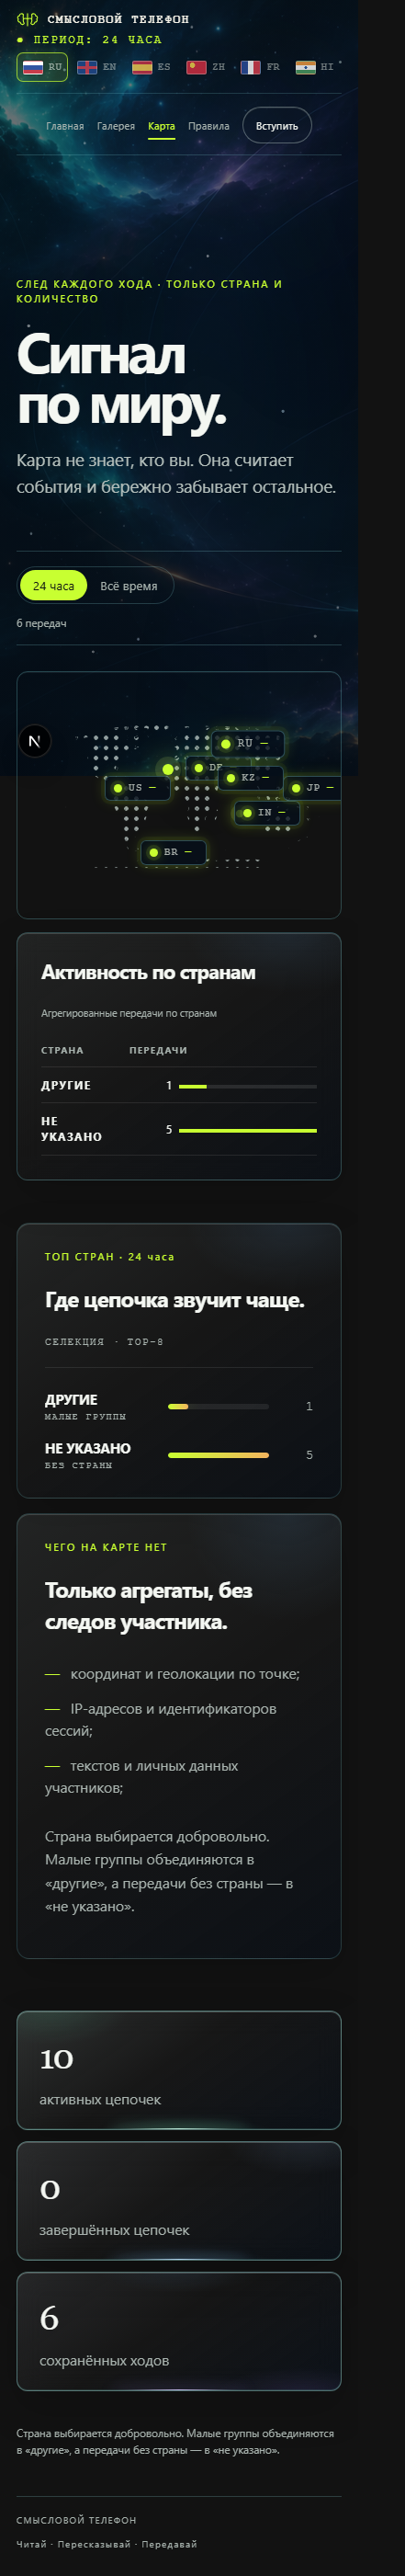 СМЫСЛОВОЙ ТЕЛЕФОН
ПЕРИОД: 24 ЧАСА
RU EN ES ZH FR HI
Главная Галерея Карта Правила Вступить
СЛЕД КАЖДОГО ХОДА · ТОЛЬКО СТРАНА И
КОЛИЧЕСТВО
Сигнал
по миру.
Карта не знает, кто вы. Она считает
события и бережно забывает остальное.
24 часа Всё время
6 передач
N
RU —
DE
KZ —
US —
JP —
IN —
BR —
Активность по странам
Агрегированные передачи по странам
СТРАНА ПЕРЕДАЧИ
ДРУГИЕ 1
НЕ
УКАЗАНО 5
ТОП СТРАН · 24 часа
Где цепочка звучит чаще.
СЕЛЕКЦИЯ · TOP-8
ДРУГИЕ 1
МАЛЫЕ ГРУППЫ
НЕ УКАЗАНО 5
БЕЗ СТРАНЫ
ЧЕГО НА КАРТЕ НЕТ
Только агрегаты, без
следов участника.
— координат и геолокации по точке;
— IP-адресов и идентификаторов
сессий;
— текстов и личных данных
участников;
Страна выбирается добровольно.
Малые группы объединяются в
«другие», а передачи без страны — в
«не указано».
10
активных цепочек
0
завершённых цепочек
6
сохранённых ходов
Страна выбирается добровольно. Малые группы объединяются
в «другие», а передачи без страны — в «не указано».
СМЫСЛОВОЙ ТЕЛЕФОН
Читай · Пересказывай · Передавай